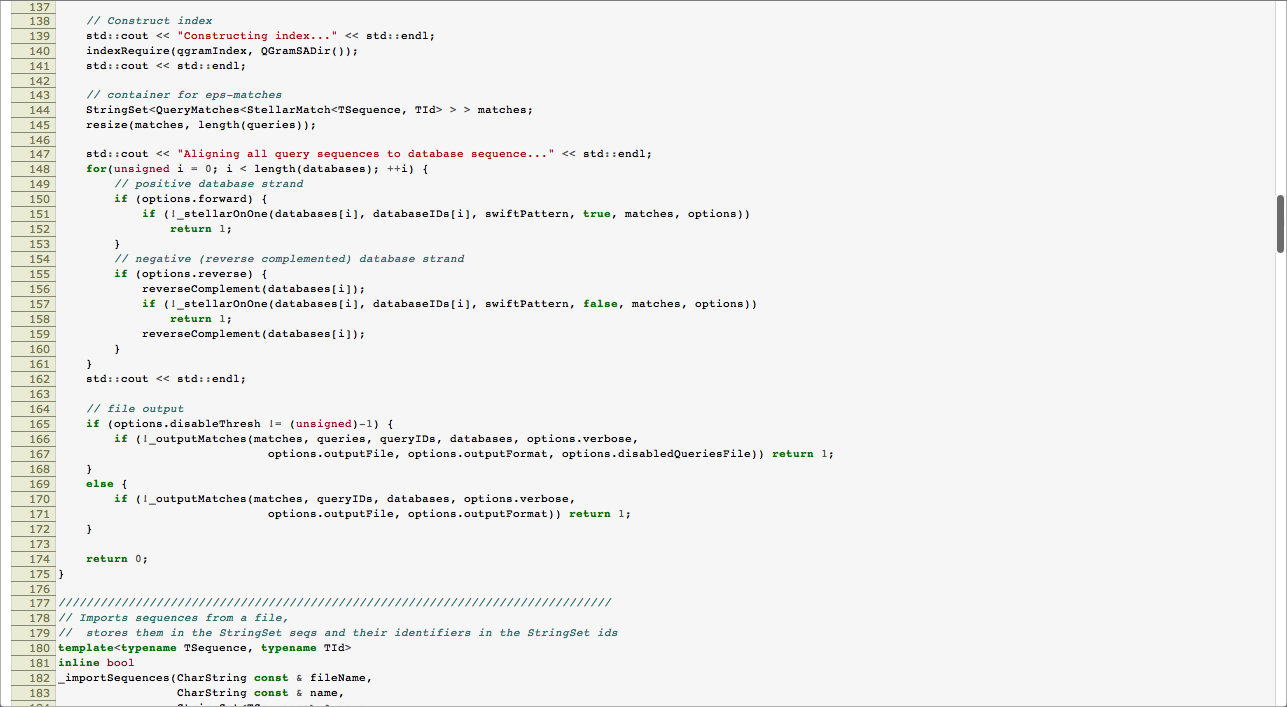 137
138     // Construct index
139     std::cout << "Constructing index..." << std::endl;
140     indexRequire(qgramIndex, QGramSADir());
141     std::cout << std::endl;
142
143     // container for eps-matches
144     StringSet<QueryMatches<StellarMatch<TSequence, TId> > > matches;
145     resize(matches, length(queries));
146
147     std::cout << "Aligning all query sequences to database sequence..." << std::endl;
148     for(unsigned i = 0; i < length(databases); ++i) {
149         // positive database strand
150         if (options.forward) {
151             if (!_stellarOnOne(databases[i], databaseIDs[i], swiftPattern, true, matches, options))
152                 return 1;
153         }
154         // negative (reverse complemented) database strand
155         if (options.reverse) {
156             reverseComplement(databases[i]);
157             if (!_stellarOnOne(databases[i], databaseIDs[i], swiftPattern, false, matches, options))
158                 return 1;
159             reverseComplement(databases[i]);
160         }
161     }
162     std::cout << std::endl;
163
164     // file output
165     if (options.disableThresh != (unsigned)-1) {
166         if (!_outputMatches(matches, queries, queryIDs, databases, options.verbose,
167                               options.outputFile, options.outputFormat, options.disabledQueriesFile)) return 1;
168     }
169     else {
170         if (!_outputMatches(matches, queryIDs, databases, options.verbose,
171                               options.outputFile, options.outputFormat)) return 1;
172     }
173
174     return 0;
175 }
176
177 ///////////////////////////////////////////////////////////////////////////////
178 // Imports sequences from a file,
179 //  stores them in the StringSet seqs and their identifiers in the StringSet ids
180 template<typename TSequence, typename TId>
181 inline bool
182 _importSequences(CharString const & fileName,
183                  CharString const & name,